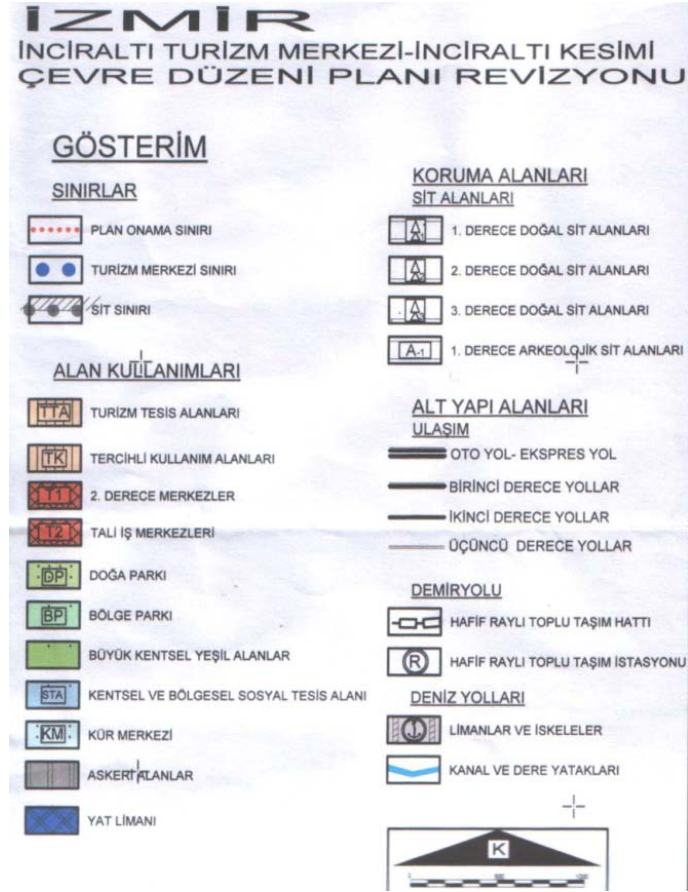 İZMİR
İNCİRALTI TURİZM MERKEZİ-İNCİRALTI KESİMİ
ÇEVRE DÜZENİ PLANI REVİZYONU
GÖSTERİM
SINIRLAR
PLAN ONAMA SINIRI
TURİZM MERKEZİ SINIRI
SİT SINIRI
ALAN KULLANIMLARI
TTA TURİZM TESİS ALANLARI
TK TERCİHLİ KULLANIM ALANLARI
T1 2. DERECE MERKEZLER
T2 TALİ İŞ MERKEZLERİ
DP DOĞA PARKI
BP BÖLGE PARKI
BÜYÜK KENTSEL YEŞİL ALANLAR
STA KENTSEL VE BÖLGESEL SOSYAL TESİS ALANI
KM KÜR MERKEZİ
ASKERİ ALANLAR
YAT LİMANI
KORUMA ALANLARI
SİT ALANLARI
1. DERECE DOĞAL SİT ALANLARI
2. DERECE DOĞAL SİT ALANLARI
3. DERECE DOĞAL SİT ALANLARI
A-1 1. DERECE ARKEOLOJİK SİT ALANLARI
ALT YAPI ALANLARI
ULAŞIM
OTO YOL- EKSPRES YOL
BİRİNCİ DERECE YOLLAR
İKİNCİ DERECE YOLLAR
ÜÇÜNCÜ DERECE YOLLAR
DEMİRYOLU
HAFİF RAYLI TOPLU TAŞIM HATTI
R HAFİF RAYLI TOPLU TAŞIM İSTASYONU
DENİZ YOLLARI
LİMANLAR VE İSKELELER
KANAL VE DERE YATAKLARI
K